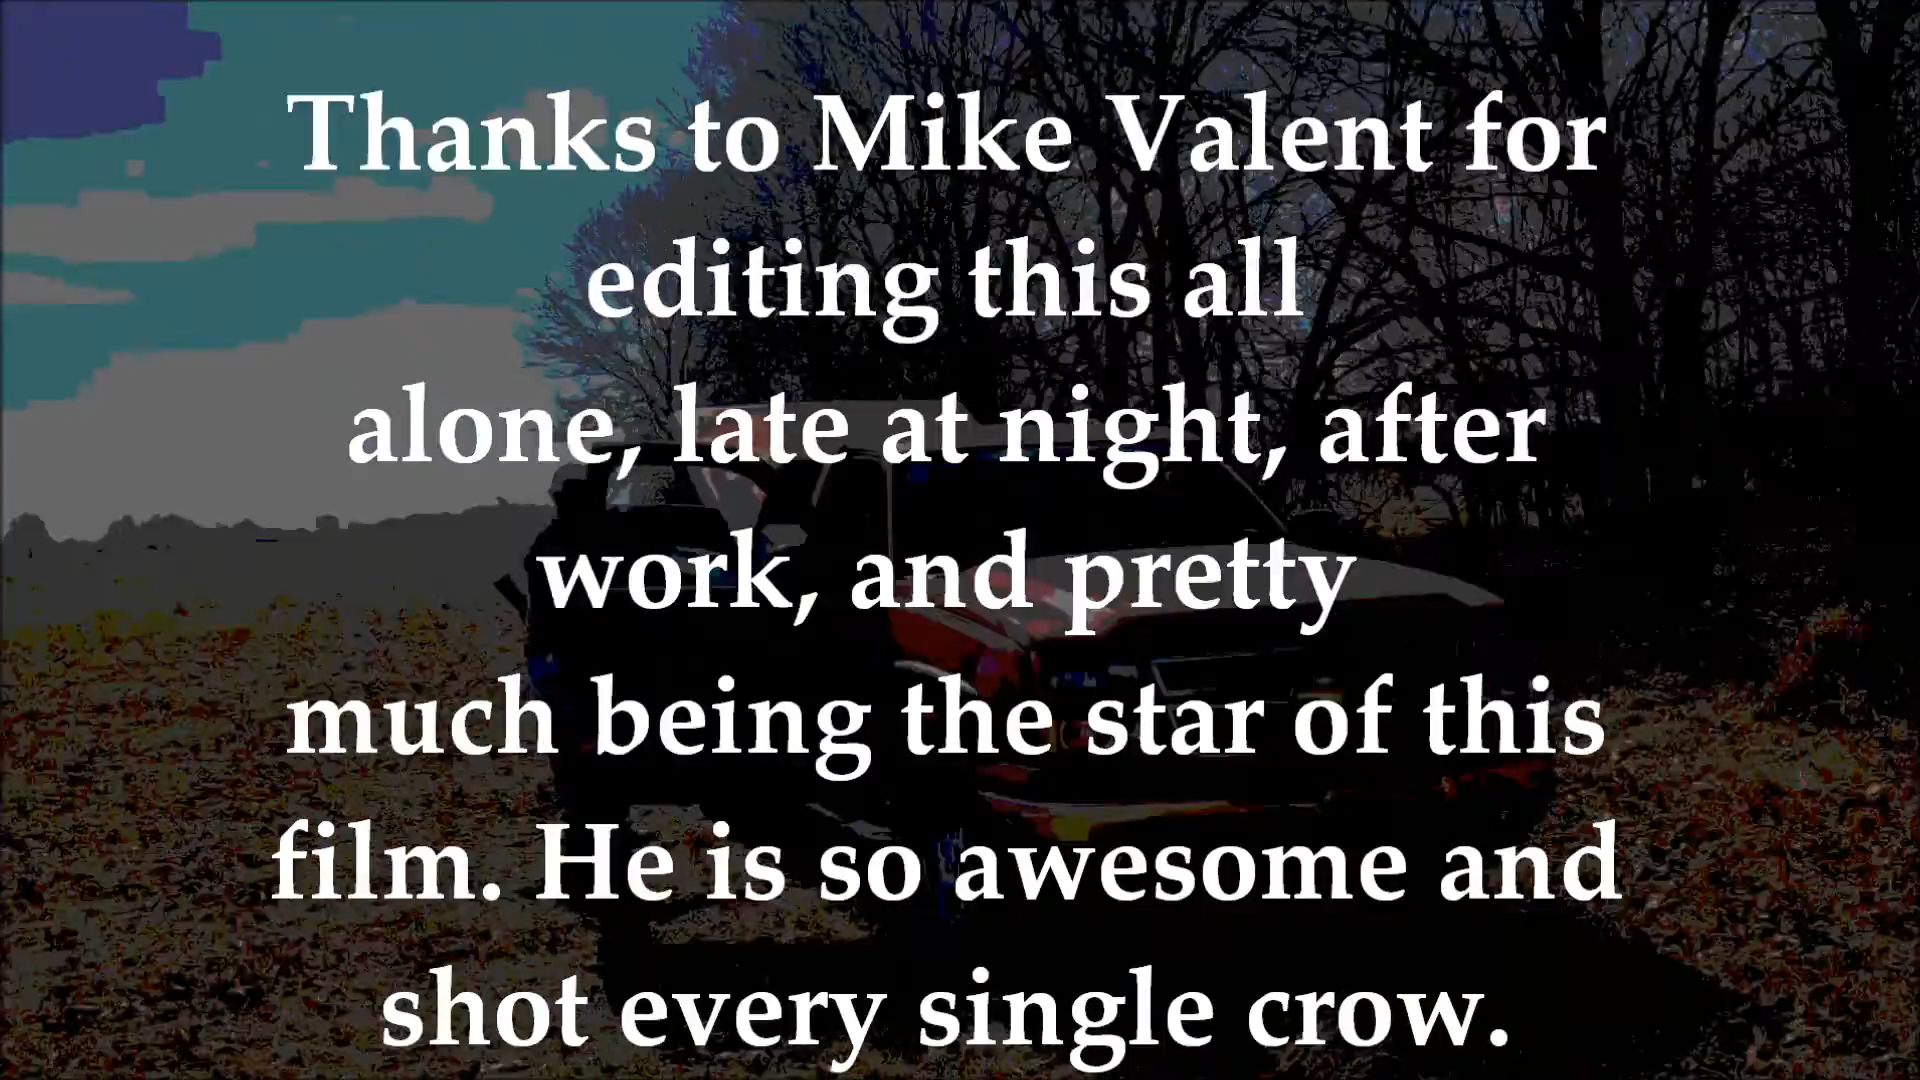 Thanks to Mike Valent for
editing this all
alone, late at night, after
work, and pretty
much being the star of this
film. He is so awesome and
shot every single crow.